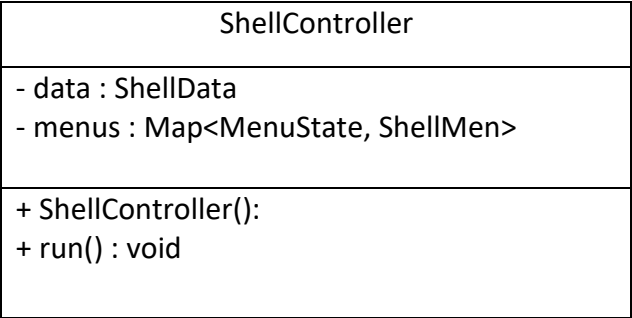 ShellController
- data : ShellData
- menus : Map<MenuState, ShellMen>
+ ShellController():
+ run() : void